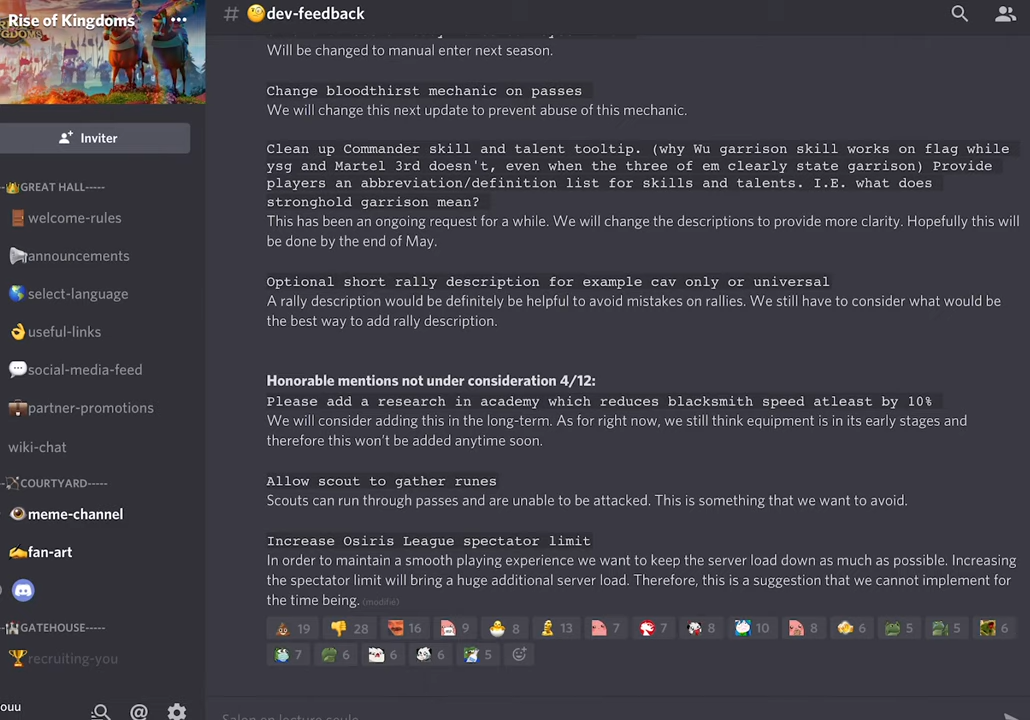 Rise of Kingdoms
Inviter
--👑GREAT HALL-----
welcome-rules
announcements
select-language
useful-links
social-media-feed
partner-promotions
wiki-chat
COURTYARD-----
meme-channel
fan-art
GATEHOUSE-----
recruiting-you
ouu
# dev-feedback
Will be changed to manual enter next season.
Change bloodthirst mechanic on passes
We will change this next update to prevent abuse of this mechanic.
Clean up Commander skill and talent tooltip. (why Wu garrison skill works on flag while
ysg and Martel 3rd doesn't, even when the three of em clearly state garrison) Provide
players an abbreviation/definition list for skills and talents. I.E. what does
stronghold garrison mean?
This has been an ongoing request for a while. We will change the descriptions to provide more clarity. Hopefully this will
be done by the end of May.
Optional short rally description for example cav only or universal
A rally description would be definitely be helpful to avoid mistakes on rallies. We still have to consider what would be
the best way to add rally description.
Honorable mentions not under consideration 4/12:
Please add a research in academy which reduces blacksmith speed atleast by 10%
We will consider adding this in the long-term. As for right now, we still think equipment is in its early stages and
therefore this won't be added anytime soon.
Allow scout to gather runes
Scouts can run through passes and are unable to be attacked. This is something that we want to avoid.
Increase Osiris League spectator limit
In order to maintain a smooth playing experience we want to keep the server load down as much as possible. Increasing
the spectator limit will bring a huge additional server load. Therefore, this is a suggestion that we cannot implement for
the time being. (modifié)
19 28 16 9 8 13 7 7 8 10 8 6 5 5 6
7 6 6 6 5